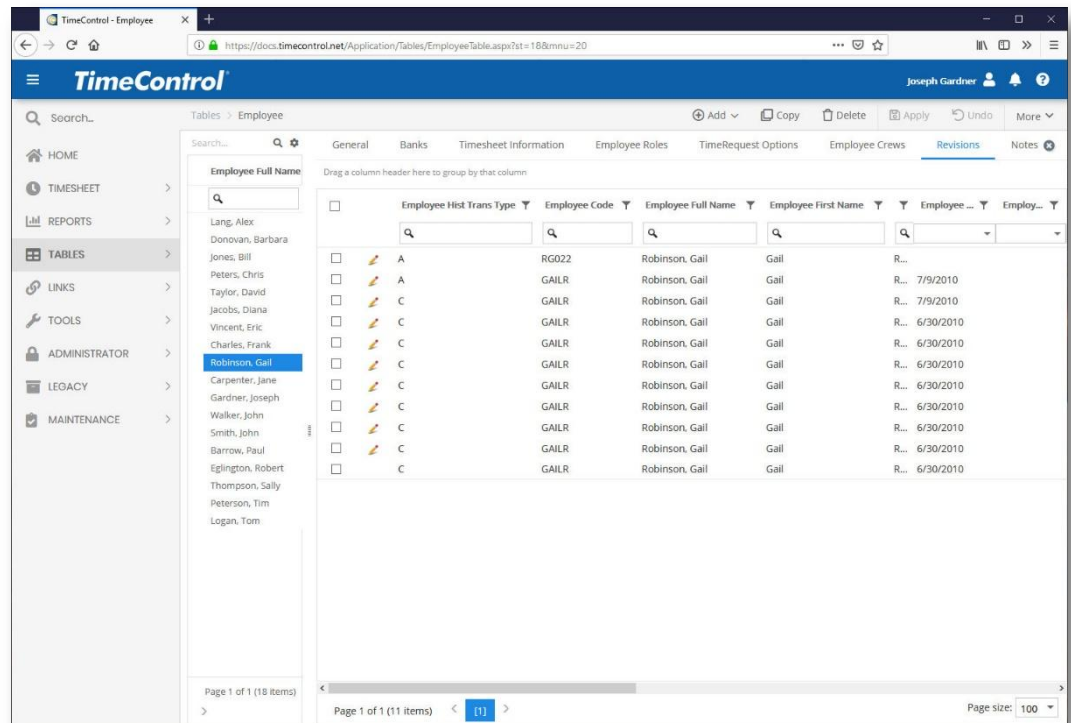 TimeControl - Employee
https://docs.timecontrol.net/Application/Tables/EmployeeTable.aspx?st=18&mnu=20
TimeControl
Joseph Gardner
Search...
HOME
TIMESHEET
REPORTS
TABLES
LINKS
TOOLS
ADMINISTRATOR
LEGACY
MAINTENANCE
Tables > Employee
Add Copy Delete Apply Undo More
Search...
Employee Full Name
Lang, Alex
Donovan, Barbara
Jones, Bill
Peters, Chris
Taylor, David
Jacobs, Diana
Vincent, Eric
Charles, Frank
Robinson, Gail
Carpenter, Jane
Gardner, Joseph
Walker, John
Smith, John
Barrow, Paul
Eglington, Robert
Thompson, Sally
Peterson, Tim
Logan, Tom
Page 1 of 1 (18 items)
General Banks Timesheet Information Employee Roles TimeRequest Options Employee Crews Revisions Notes
Drag a column header here to group by that column
Employee Hist Trans Type Employee Code Employee Full Name Employee First Name Employee ... Employ...
A RG022 Robinson, Gail Gail R...
A GAILR Robinson, Gail Gail R... 7/9/2010
C GAILR Robinson, Gail Gail R... 7/9/2010
C GAILR Robinson, Gail Gail R... 6/30/2010
C GAILR Robinson, Gail Gail R... 6/30/2010
C GAILR Robinson, Gail Gail R... 6/30/2010
C GAILR Robinson, Gail Gail R... 6/30/2010
C GAILR Robinson, Gail Gail R... 6/30/2010
C GAILR Robinson, Gail Gail R... 6/30/2010
C GAILR Robinson, Gail Gail R... 6/30/2010
C GAILR Robinson, Gail Gail R... 6/30/2010
Page 1 of 1 (11 items) < [1] >
Page size: 100